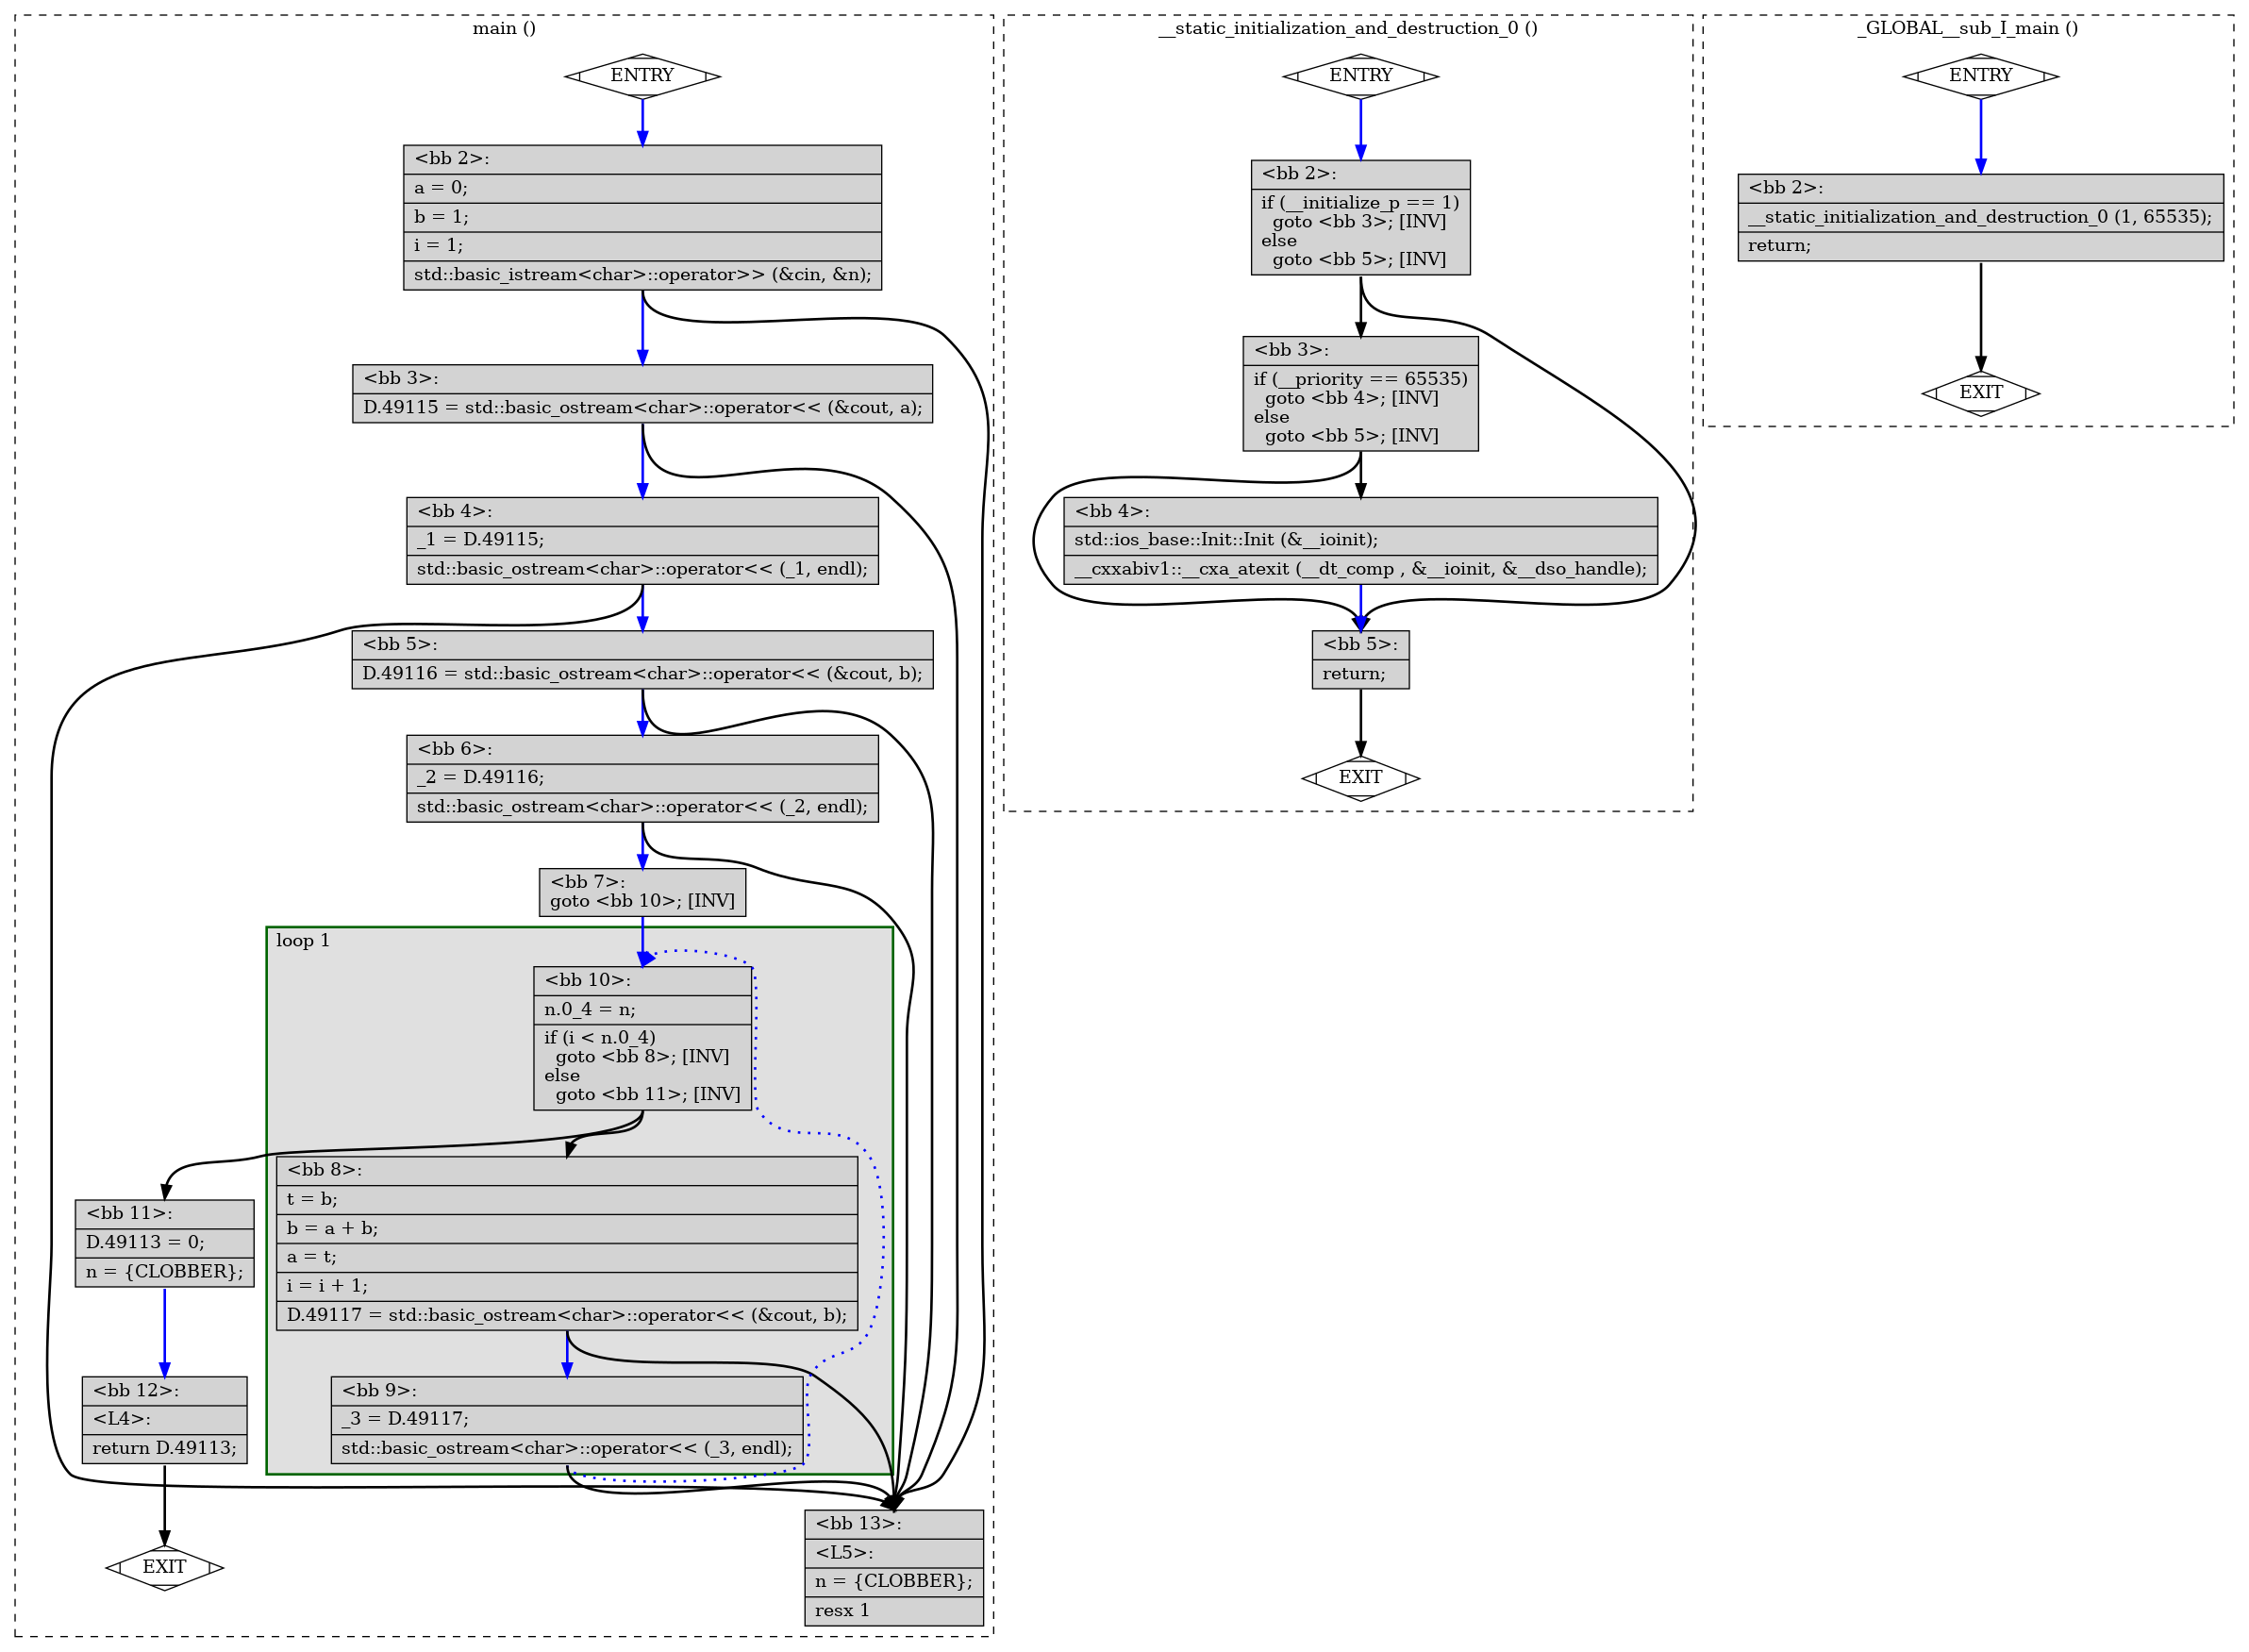 main ()
ENTRY
<bb 2>:
a = 0;
b = 1;
i = 1;
std::basic_istream<char>::operator>> (&cin, &n);
<bb 3>:
D.49115 = std::basic_ostream<char>::operator<< (&cout, a);
<bb 4>:
_1 = D.49115;
std::basic_ostream<char>::operator<< (_1, endl);
<bb 5>:
D.49116 = std::basic_ostream<char>::operator<< (&cout, b);
<bb 6>:
_2 = D.49116;
std::basic_ostream<char>::operator<< (_2, endl);
<bb 7>:
goto <bb 10>; [INV]
loop 1
<bb 10>:
n.0_4 = n;
if (i < n.0_4)
  goto <bb 8>; [INV]
else
  goto <bb 11>; [INV]
<bb 8>:
t = b;
b = a + b;
a = t;
i = i + 1;
D.49117 = std::basic_ostream<char>::operator<< (&cout, b);
<bb 11>:
D.49113 = 0;
n = {CLOBBER};
<bb 9>:
_3 = D.49117;
std::basic_ostream<char>::operator<< (_3, endl);
<bb 12>:
<L4>:
return D.49113;
EXIT
<bb 13>:
<L5>:
n = {CLOBBER};
resx 1
__static_initialization_and_destruction_0 ()
ENTRY
<bb 2>:
if (__initialize_p == 1)
  goto <bb 3>; [INV]
else
  goto <bb 5>; [INV]
<bb 3>:
if (__priority == 65535)
  goto <bb 4>; [INV]
else
  goto <bb 5>; [INV]
<bb 4>:
std::ios_base::Init::Init (&__ioinit);
__cxxabiv1::__cxa_atexit (__dt_comp , &__ioinit, &__dso_handle);
<bb 5>:
return;
EXIT
_GLOBAL__sub_I_main ()
ENTRY
<bb 2>:
__static_initialization_and_destruction_0 (1, 65535);
return;
EXIT